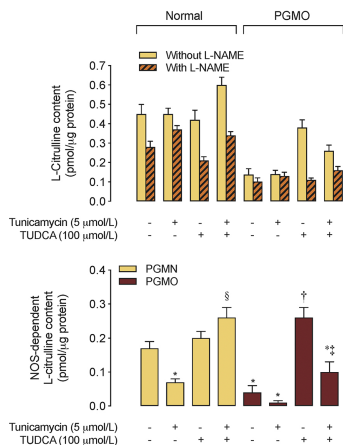 Normal PGMO
Without L-NAME
With L-NAME
L-Citrulline content
(pmol/μg protein)
0.7
0.6
0.5
0.4
0.3
0.2
0.1
0.0
Tunicamycin (5 μmol/L) - + - + - + - +
TUDCA (100 μmol/L) - - + + - - + +
PGMN
PGMO
NOS-dependent
L-citrulline content
(pmol/μg protein)
0.3
0.2
0.1
0.0
* § * * † *‡
Tunicamycin (5 μmol/L) - + - + - + - +
TUDCA (100 μmol/L) - - + + - - + +